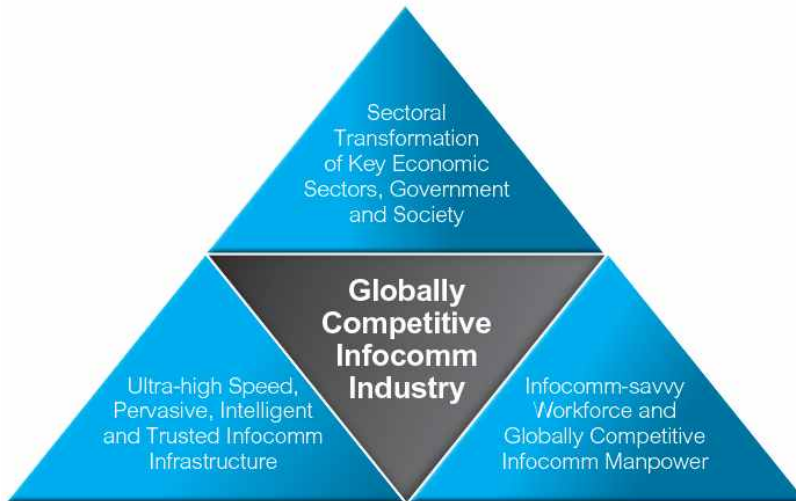 Sectoral
Transformation
of Key Economic
Sectors, Government
and Society
Globally
Competitive
Infocomm
Industry
Ultra-high Speed,
Pervasive, Intelligent
and Trusted Infocomm
Infrastructure
Infocomm-savvy
Workforce and
Globally Competitive
Infocomm Manpower